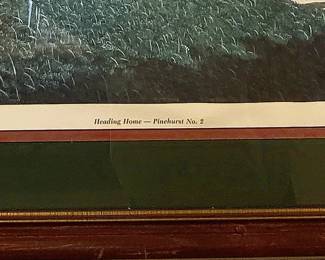 Heading Home — Pinehurst No. 2